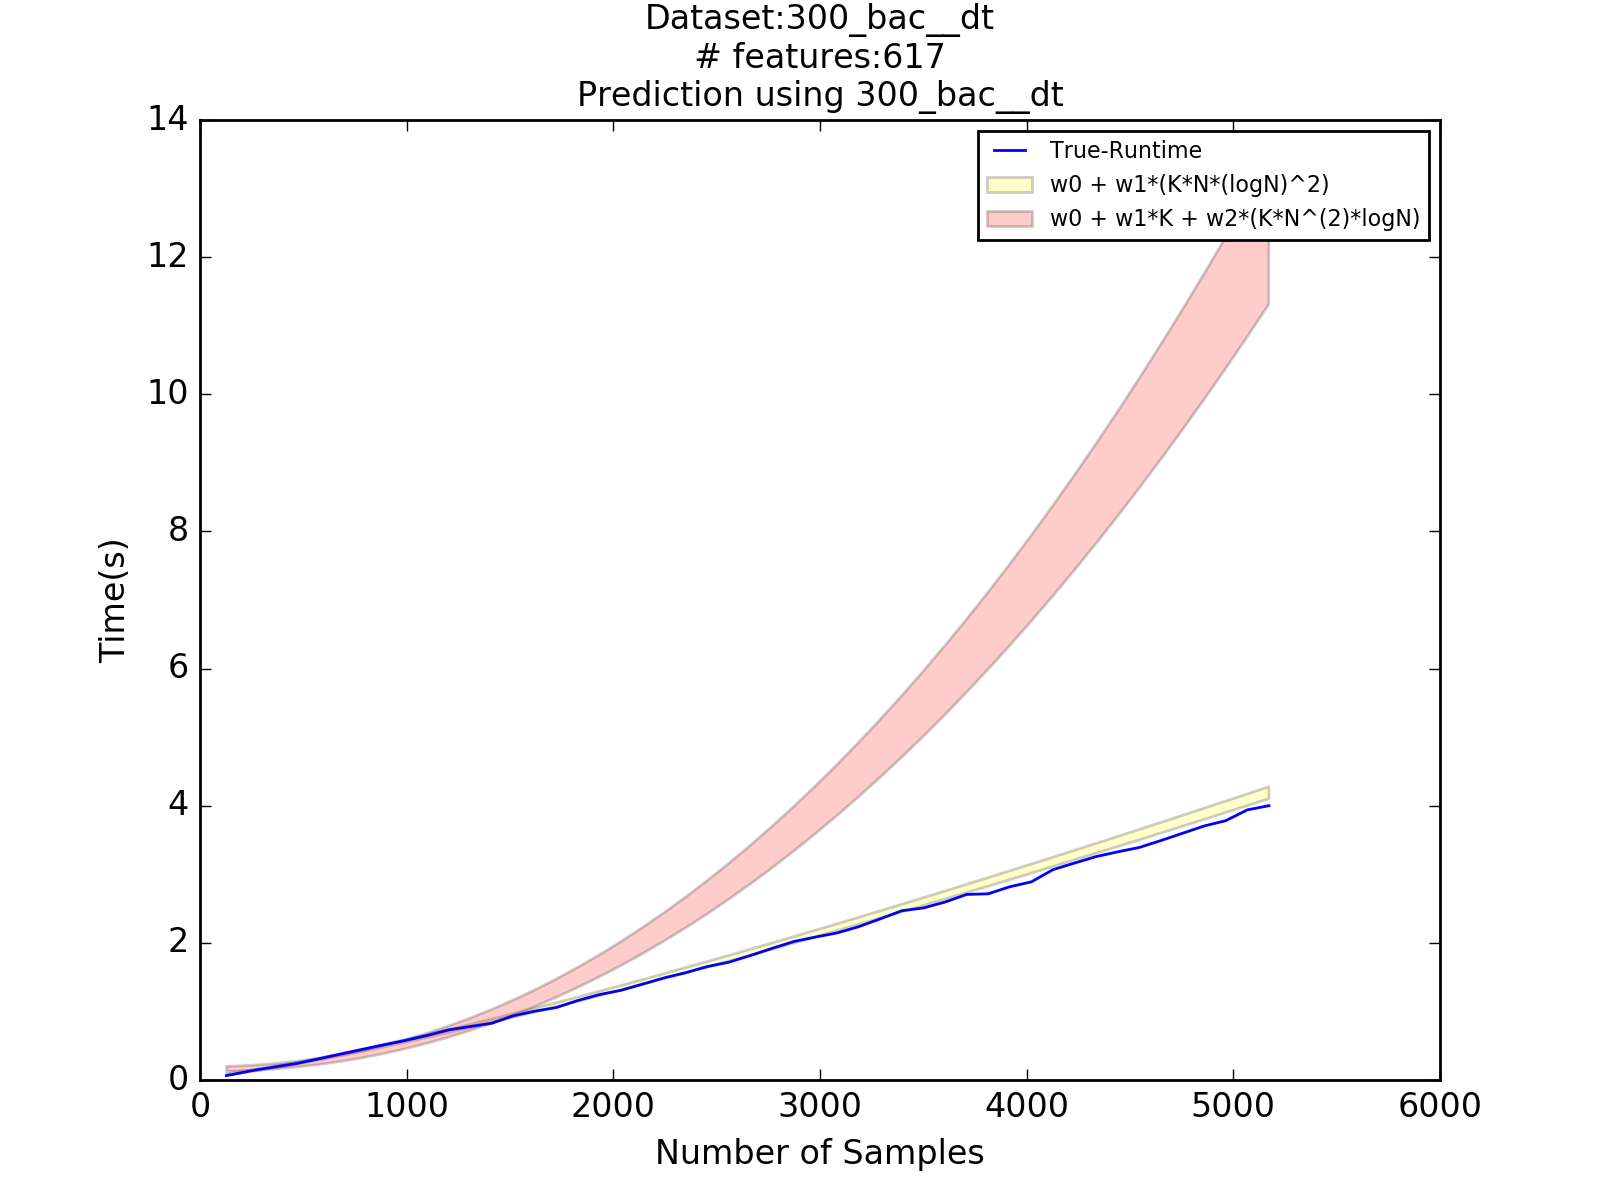 Dataset:300_bac__dt
# features:617
Prediction using 300_bac__dt
14
12
10
8
6
4
2
0
Time(s)
True-Runtime
w0 + w1*(K*N*(logN)^2)
w0 + w1*K + w2*(K*N^(2)*logN)
0 1000 2000 3000 4000 5000 6000
Number of Samples